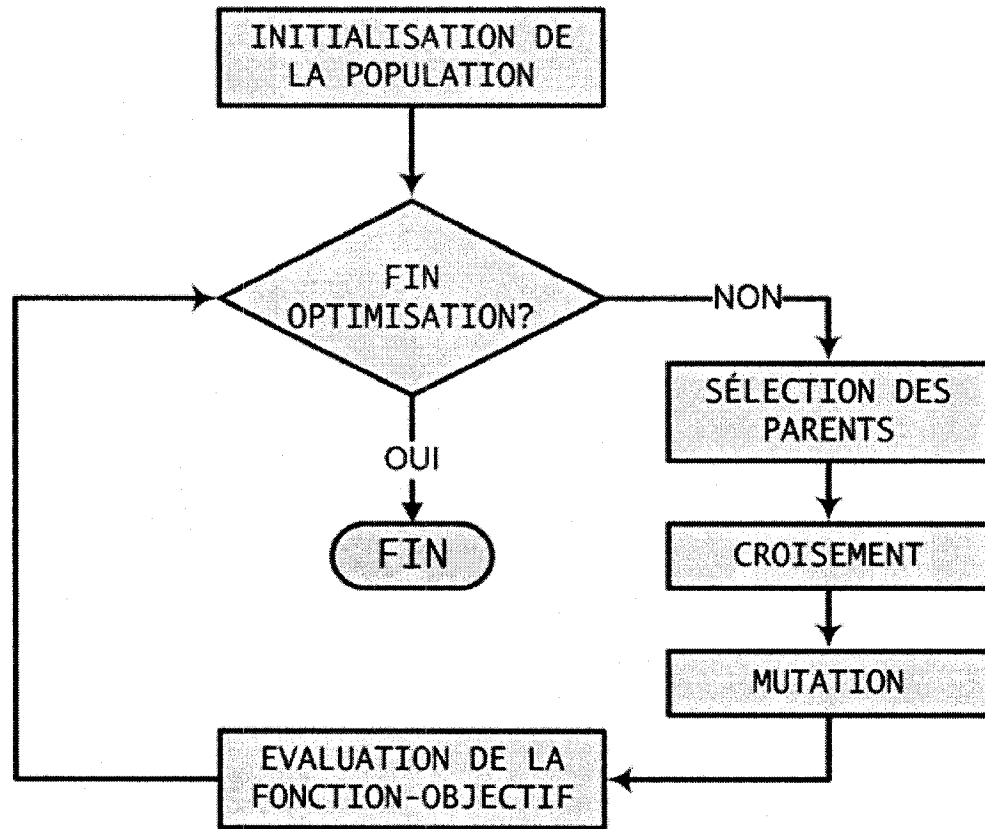 INITIALISATION DE
LA POPULATION
FIN
OPTIMISATION?
NON
SÉLECTION DES
PARENTS
OUI
FIN
CROISEMENT
MUTATION
EVALUATION DE LA
FONCTION-OBJECTIF